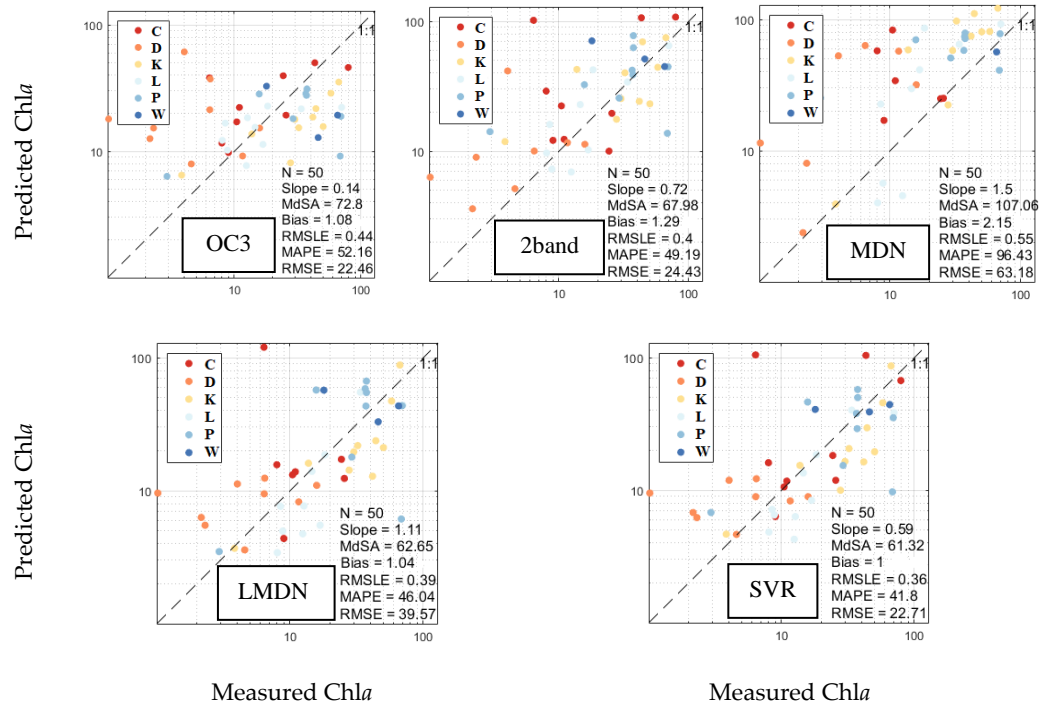 Predicted Chla
100
10
10
100
1:1
C
D
K
L
P
W
N = 50
Slope = 0.14
MdSA = 72.8
Bias = 1.08
RMSLE = 0.44
MAPE = 52.16
RMSE = 22.46
OC3
100
10
10
100
1:1
C
D
K
L
P
W
N = 50
Slope = 0.72
MdSA = 67.98
Bias = 1.29
RMSLE = 0.4
MAPE = 49.19
RMSE = 24.43
2band
100
10
10
100
1:1
C
D
K
L
P
W
N = 50
Slope = 1.5
MdSA = 107.06
Bias = 2.15
RMSLE = 0.55
MAPE = 96.43
RMSE = 63.18
MDN
Predicted Chla
100
10
10
100
1:1
C
D
K
L
P
W
N = 50
Slope = 1.11
MdSA = 62.65
Bias = 1.04
RMSLE = 0.39
MAPE = 46.04
RMSE = 39.57
LMDN
100
10
10
100
1:1
C
D
K
L
P
W
N = 50
Slope = 0.59
MdSA = 61.32
Bias = 1
RMSLE = 0.36
MAPE = 41.8
RMSE = 22.71
SVR
Measured Chla
Measured Chla